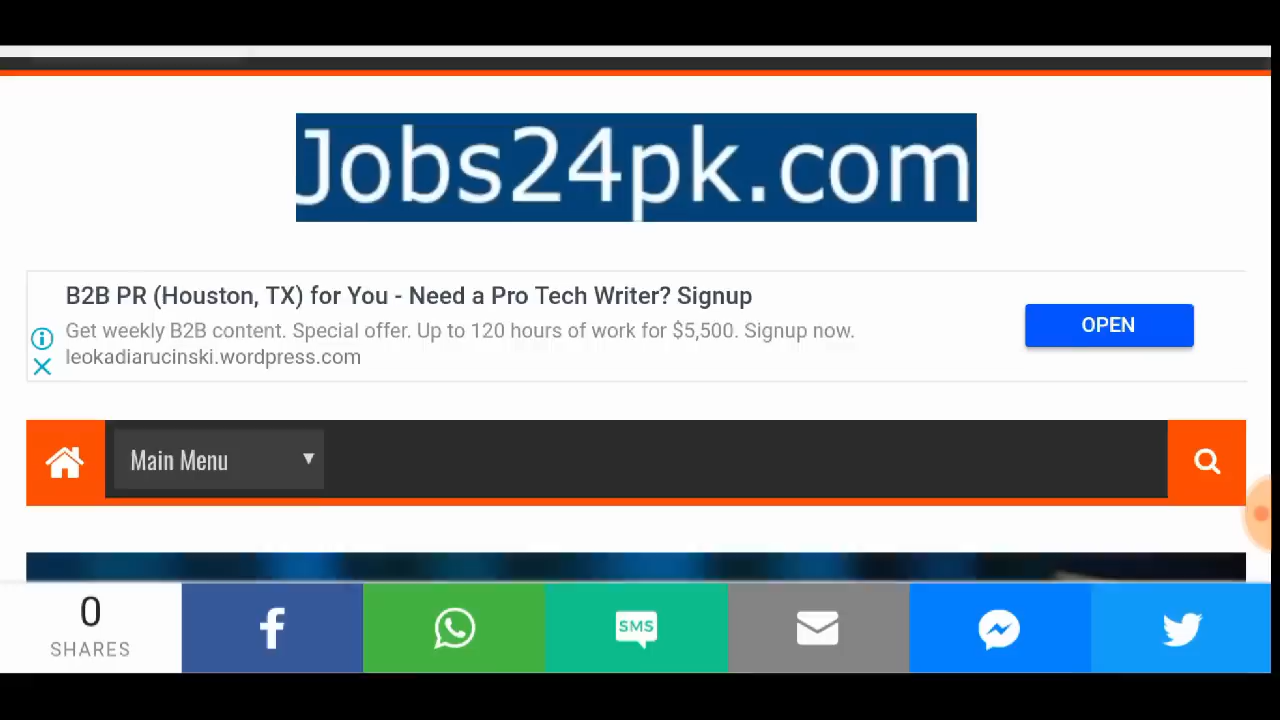 Jobs24pk.com
B2B PR (Houston, TX) for You - Need a Pro Tech Writer? Signup
Get weekly B2B content. Special offer. Up to 120 hours of work for $5,500. Signup now.
leokadiarucinski.wordpress.com
OPEN
Main Menu
0
SHARES
SMS